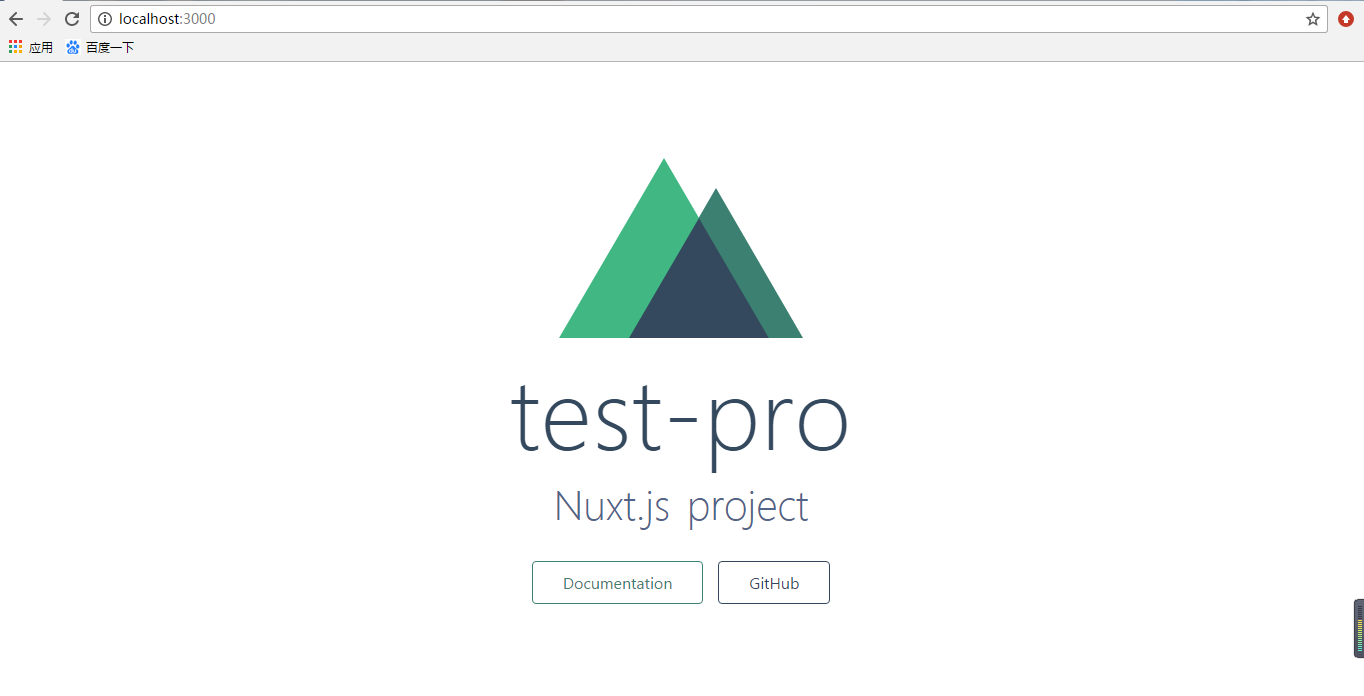 localhost:3000
应用 百度一下
test-pro
Nuxt.js project
Documentation GitHub